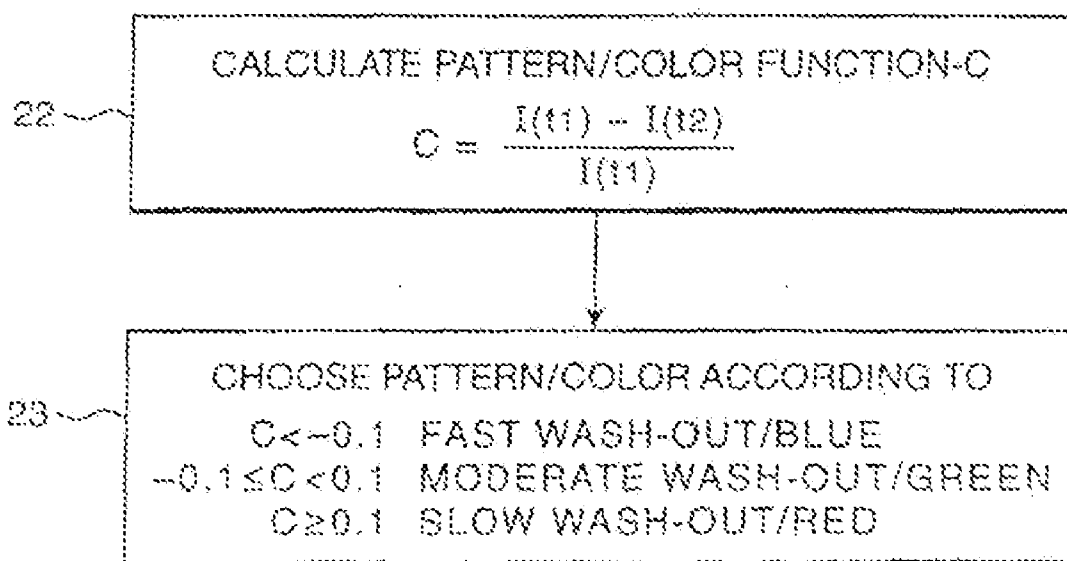 CALCULATE PATTERN/COLOR FUNCTION-C
22
C = I(t1) - I(t2) / I(t1)
CHOOSE PATTERN/COLOR ACCORDING TO
23
C<-0.1 FAST WASH-OUT/BLUE
-0.1≤C<0.1 MODERATE WASH-OUT/GREEN
C≥0.1 SLOW WASH-OUT/RED